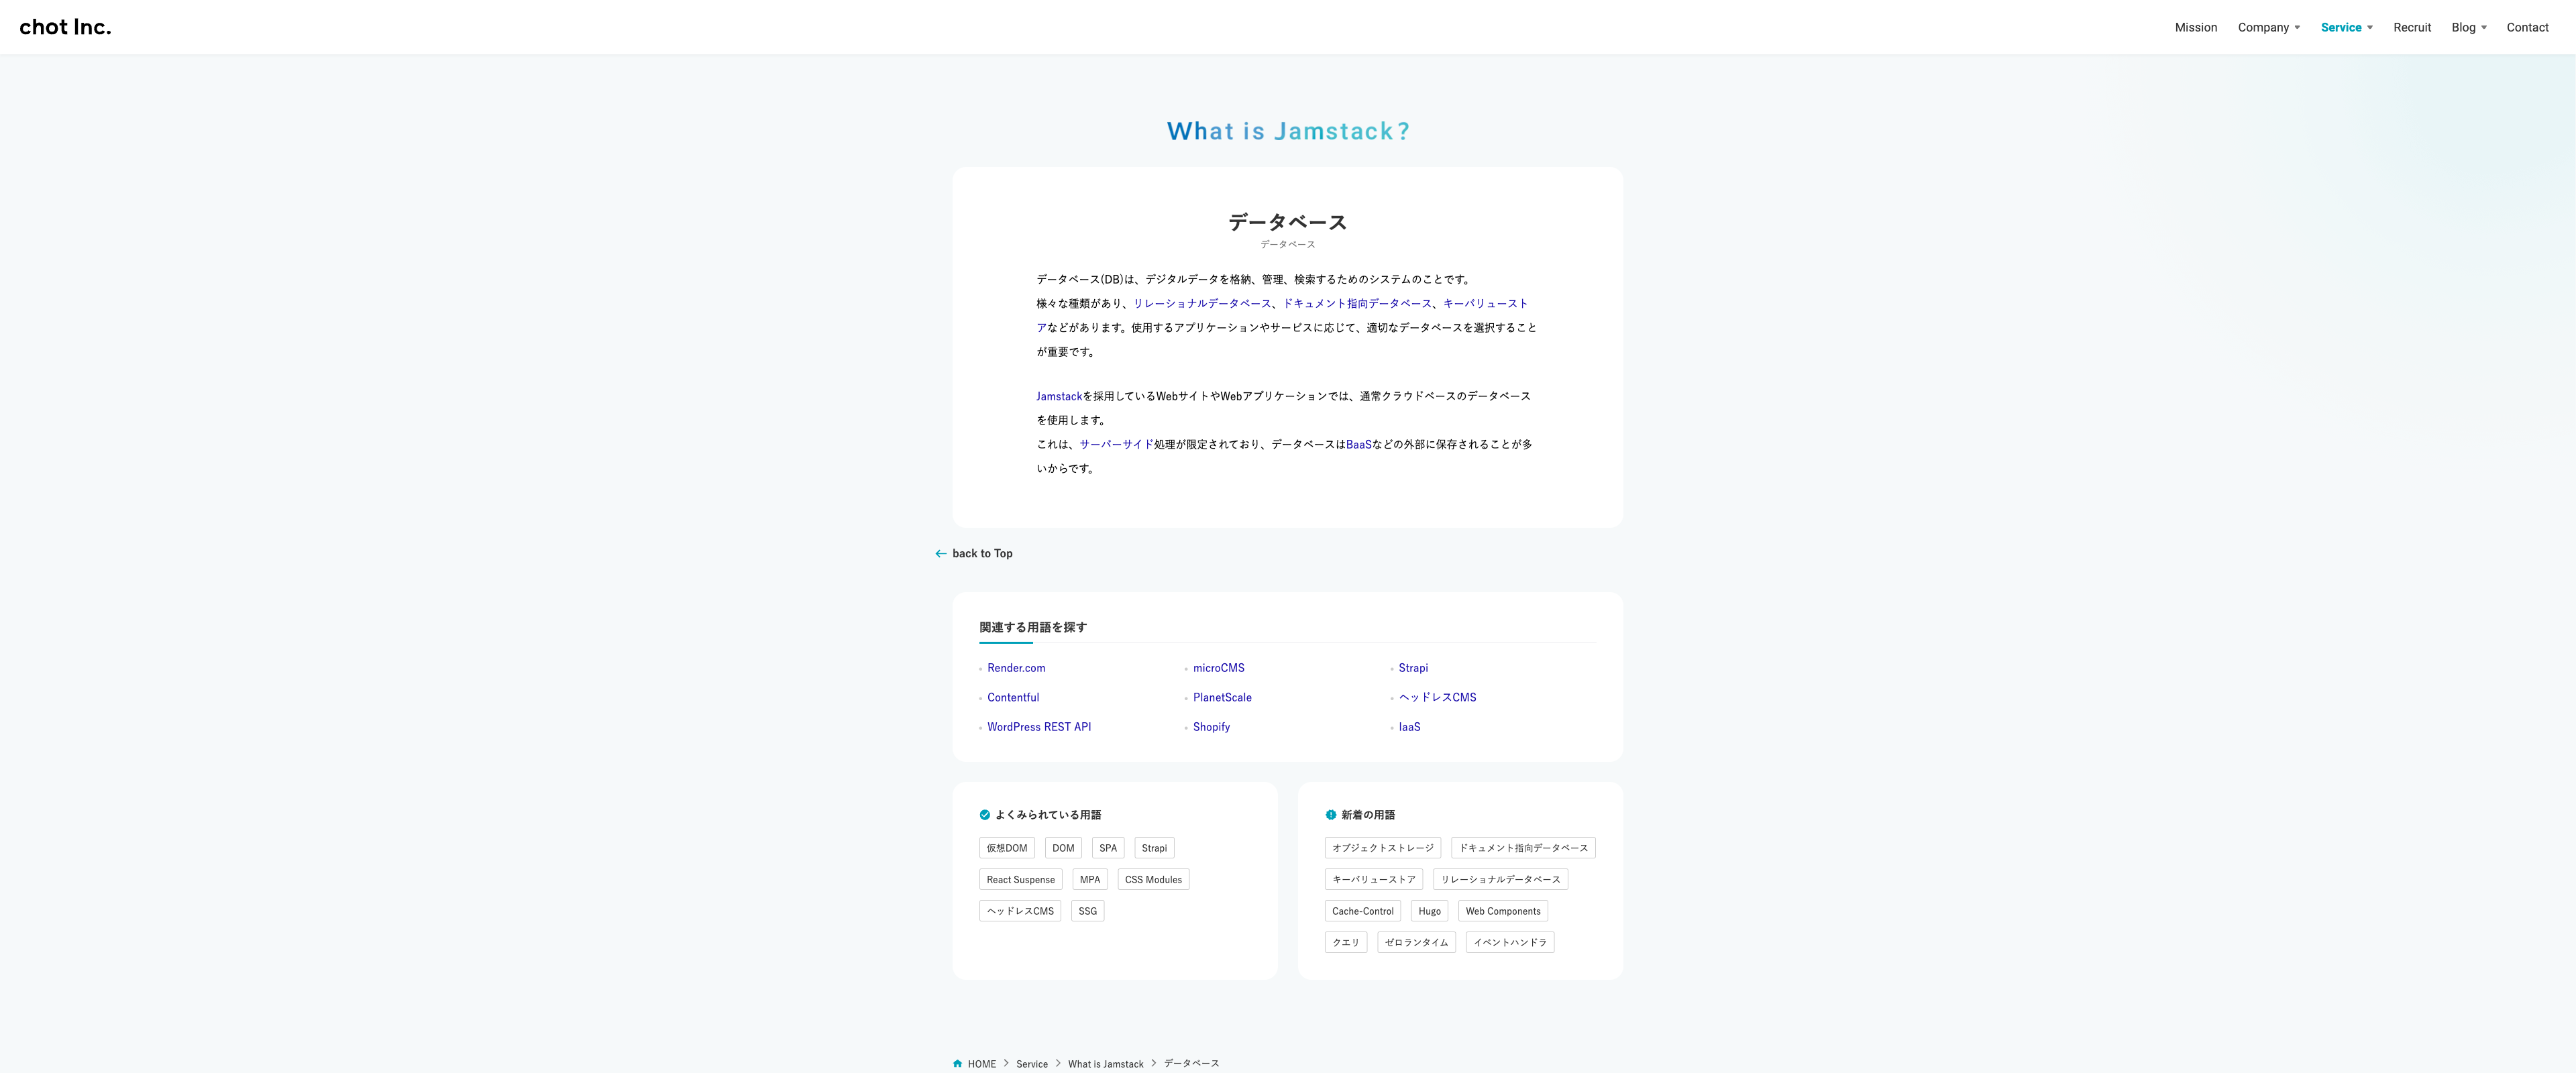 chot Inc.
Mission Company Service Recruit Blog Contact
What is Jamstack?
データベース
データベース
データベース(DB)は、デジタルデータを格納、管理、検索するためのシステムのことです。
様々な種類があり、リレーショナルデータベース、ドキュメント指向データベース、キーバリュースト
アなどがあります。使用するアプリケーションやサービスに応じて、適切なデータベースを選択すること
が重要です。
Jamstackを採用しているWebサイトやWebアプリケーションでは、通常クラウドベースのデータベース
を使用します。
これは、サーバーサイド処理が限定されており、データベースはBaaSなどの外部に保存されることが多
いからです。
back to Top
関連する用語を探す
Render.com microCMS Strapi
Contentful PlanetScale ヘッドレスCMS
WordPress REST API Shopify IaaS
よくみられている用語
仮想DOM DOM SPA Strapi
React Suspense MPA CSS Modules
ヘッドレスCMS SSG
新着の用語
オブジェクトストレージ ドキュメント指向データベース
キーバリューストア リレーショナルデータベース
Cache-Control Hugo Web Components
クエリ ゼロランタイム イベントハンドラ
HOME > Service > What is Jamstack > データベース